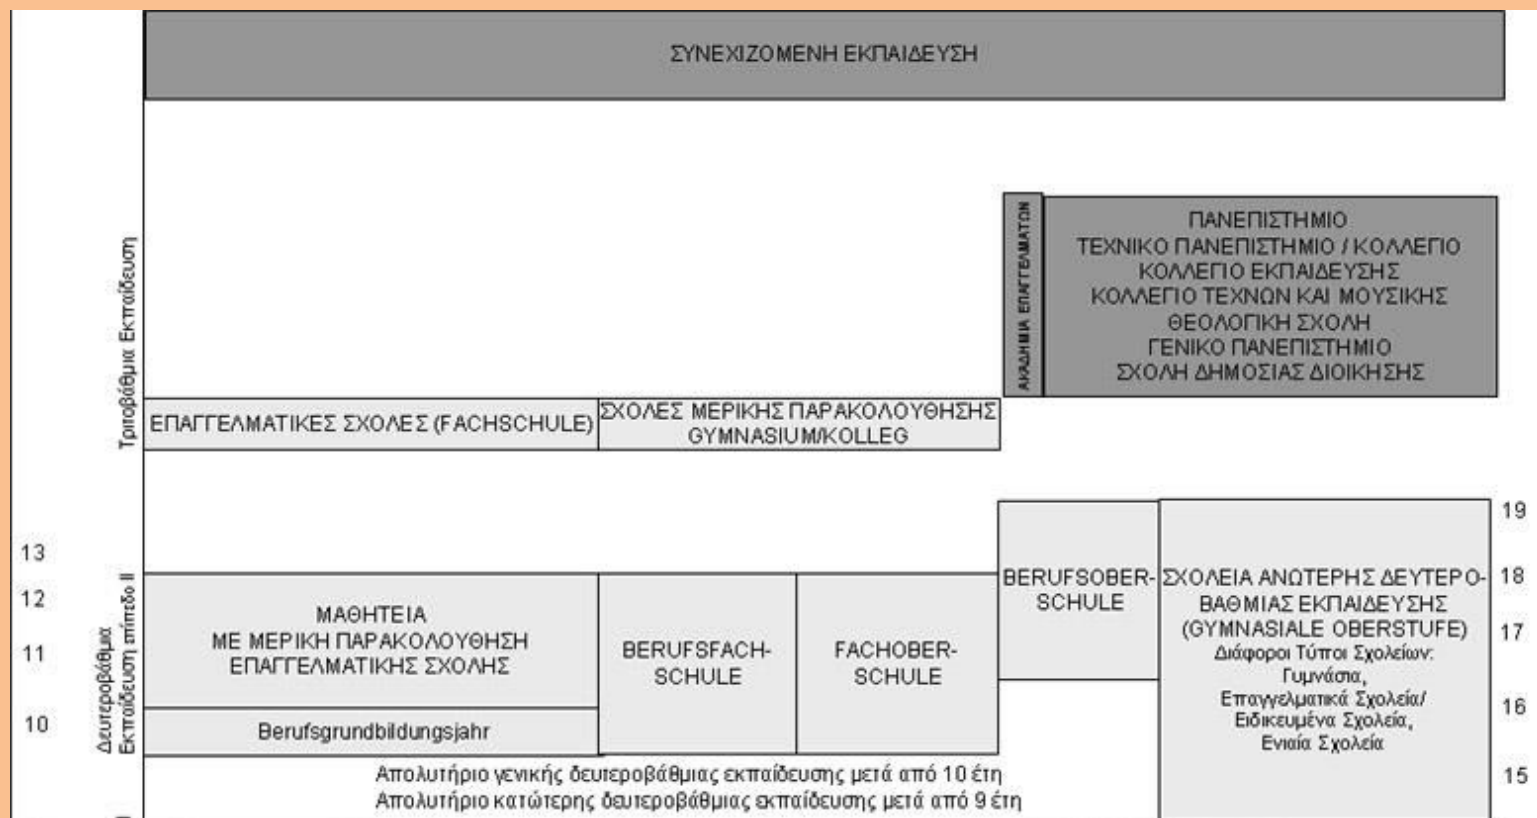 ΣΥΝΕΧΙΖΟΜΕΝΗ ΕΚΠΑΙΔΕΥΣΗ
Τριτοβάθμια Εκπαίδευση
ΑΚΑΔΗΜΙΑ ΕΠΑΓΓΕΛΜΑΤΩΝ
ΠΑΝΕΠΙΣΤΗΜΙΟ
ΤΕΧΝΙΚΟ ΠΑΝΕΠΙΣΤΗΜΙΟ / ΚΟΛΛΕΓΙΟ
ΚΟΛΛΕΓΙΟ ΕΚΠΑΙΔΕΥΣΗΣ
ΚΟΛΛΕΓΙΟ ΤΕΧΝΩΝ ΚΑΙ ΜΟΥΣΙΚΗΣ
ΘΕΟΛΟΓΙΚΗ ΣΧΟΛΗ
ΓΕΝΙΚΟ ΠΑΝΕΠΙΣΤΗΜΙΟ
ΣΧΟΛΗ ΔΗΜΟΣΙΑΣ ΔΙΟΙΚΗΣΗΣ
ΕΠΑΓΓΕΛΜΑΤΙΚΕΣ ΣΧΟΛΕΣ (FACHSCHULE)
ΣΧΟΛΕΣ ΜΕΡΙΚΗΣ ΠΑΡΑΚΟΛΟΥΘΗΣΗΣ
GYMNASIUM/KOLLEG
13
12
11
10
Δευτεροβάθμια
Εκπαίδευση επίπεδο ΙΙ
ΜΑΘΗΤΕΙΑ
ΜΕ ΜΕΡΙΚΗ ΠΑΡΑΚΟΛΟΥΘΗΣΗ
ΕΠΑΓΓΕΛΜΑΤΙΚΗΣ ΣΧΟΛΗΣ
Berufsgrundbildungsjahr
BERUFSFACH-
SCHULE
FACHOBER-
SCHULE
BERUFSOBER-
SCHULE
ΣΧΟΛΕΙΑ ΑΝΩΤΕΡΗΣ ΔΕΥΤΕΡΟ-
ΒΑΘΜΙΑΣ ΕΚΠΑΙΔΕΥΣΗΣ
(GYMNASIALE OBERSTUFE)
Διάφοροι Τύποι Σχολείων:
Γυμνάσια,
Επαγγελματικά Σχολεία/
Ειδικευμένα Σχολεία,
Ενιαία Σχολεία
19
18
17
16
15
Απολυτήριο γενικής δευτεροβάθμιας εκπαίδευσης μετά από 10 έτη
Απολυτήριο κατώτερης δευτεροβάθμιας εκπαίδευσης μετά από 9 έτη